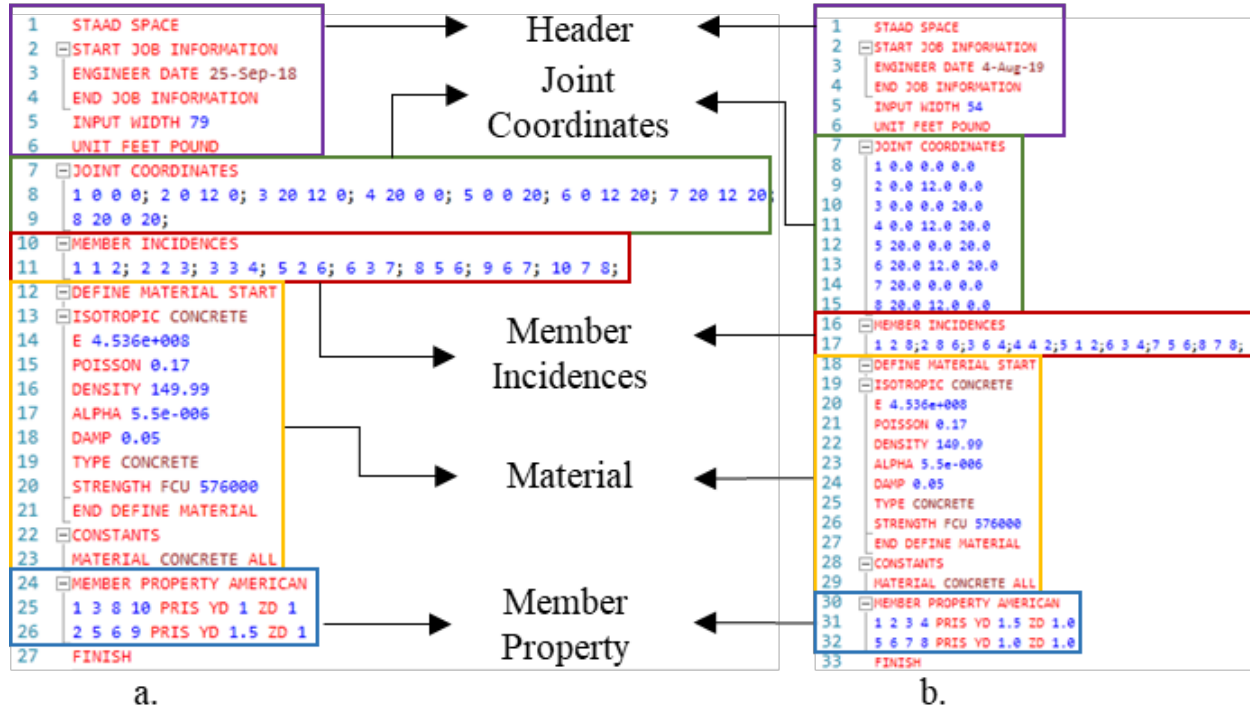 1 STAAD SPACE
2 START JOB INFORMATION
3 ENGINEER DATE 25-Sep-18
4 END JOB INFORMATION
5 INPUT WIDTH 79
6 UNIT FEET POUND
7 JOINT COORDINATES
8 1 0 0 0; 2 0 12 0; 3 20 12 0; 4 20 0 0; 5 0 0 20; 6 0 12 20; 7 20 12 20;
9 8 20 0 20;
10 MEMBER INCIDENCES
11 1 1 2; 2 2 3; 3 3 4; 5 2 6; 6 3 7; 8 5 6; 9 6 7; 10 7 8;
12 DEFINE MATERIAL START
13 ISOTROPIC CONCRETE
14 E 4.536e+008
15 POISSON 0.17
16 DENSITY 149.99
17 ALPHA 5.5e-006
18 DAMP 0.05
19 TYPE CONCRETE
20 STRENGTH FCU 576000
21 END DEFINE MATERIAL
22 CONSTANTS
23 MATERIAL CONCRETE ALL
24 MEMBER PROPERTY AMERICAN
25 1 3 8 10 PRIS YD 1 ZD 1
26 2 5 6 9 PRIS YD 1.5 ZD 1
27 FINISH
a.
Header
Joint
Coordinates
Member
Incidences
Material
Member
Property
1 STAAD SPACE
2 START JOB INFORMATION
3 ENGINEER DATE 4-Aug-19
4 END JOB INFORMATION
5 INPUT WIDTH 54
6 UNIT FEET POUND
7 JOINT COORDINATES
8 1 0.0 0.0 0.0
9 2 0.0 12.0 0.0
10 3 0.0 0.0 20.0
11 4 0.0 12.0 20.0
12 5 20.0 0.0 20.0
13 6 20.0 12.0 20.0
14 7 20.0 0.0 0.0
15 8 20.0 12.0 0.0
16 MEMBER INCIDENCES
17 1 2 8;2 8 6;3 6 4;4 4 2;5 1 2;6 3 4;7 5 6;8 7 8;
18 DEFINE MATERIAL START
19 ISOTROPIC CONCRETE
20 E 4.536e+008
21 POISSON 0.17
22 DENSITY 149.99
23 ALPHA 5.5e-006
24 DAMP 0.05
25 TYPE CONCRETE
26 STRENGTH FCU 576000
27 END DEFINE MATERIAL
28 CONSTANTS
29 MATERIAL CONCRETE ALL
30 MEMBER PROPERTY AMERICAN
31 1 2 3 4 PRIS YD 1.5 ZD 1.0
32 5 6 7 8 PRIS YD 1.0 ZD 1.0
33 FINISH
b.